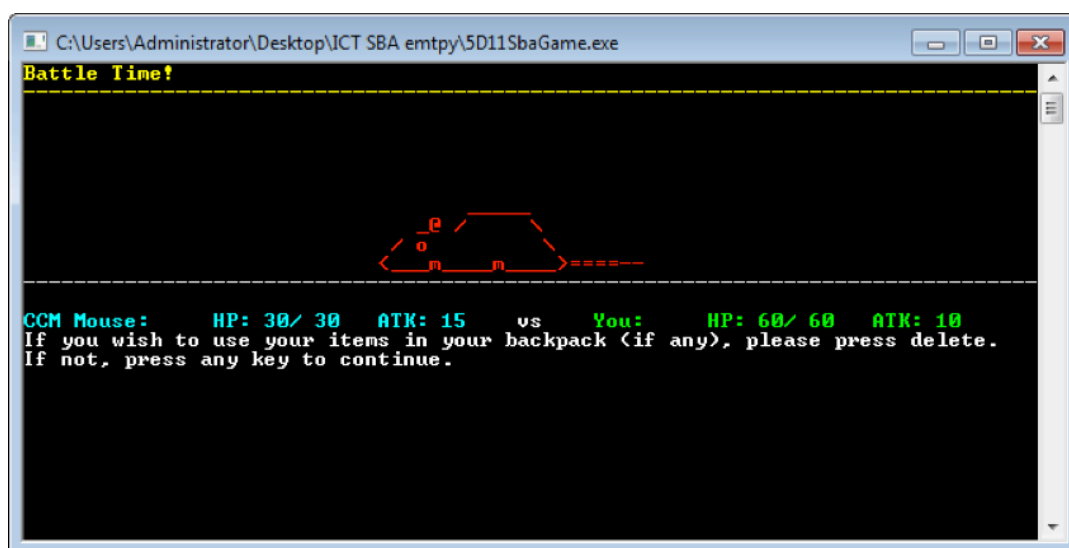 C:\Users\Administrator\Desktop\ICT SBA emtpy\5D11SbaGame.exe
Battle Time!
CCM Mouse: HP: 30/ 30 ATK: 15 vs You: HP: 60/ 60 ATK: 10
If you wish to use your items in your backpack (if any), please press delete.
If not, press any key to continue.